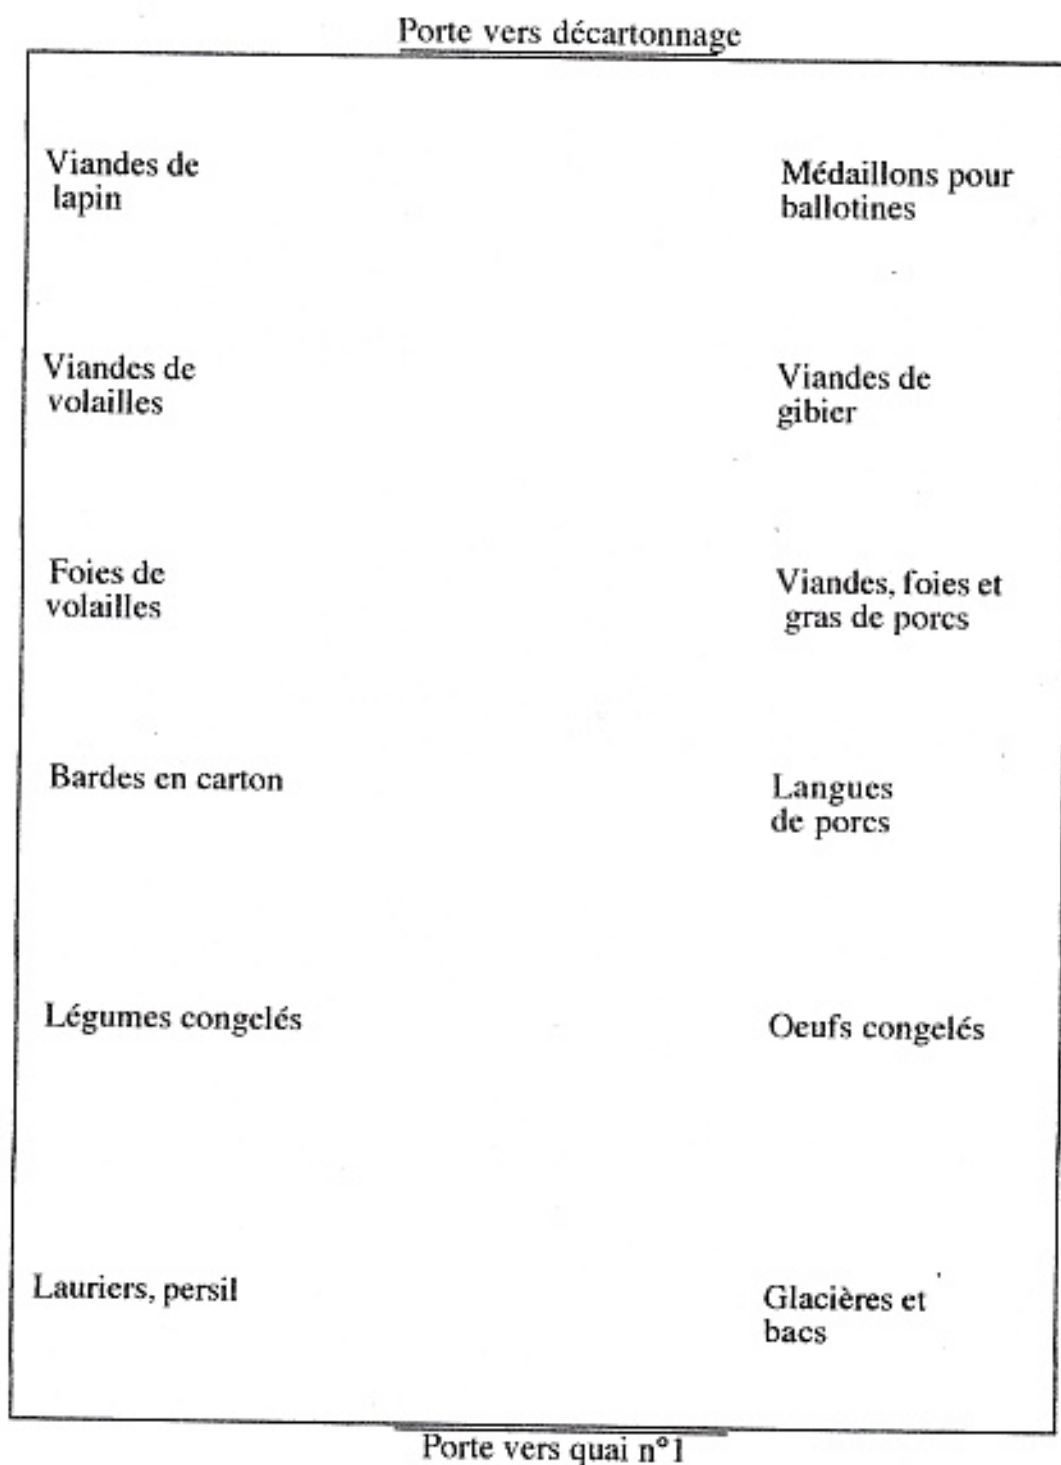 Porte vers décartonnage
Viandes de
lapin
Médaillons pour
ballotines
Viandes de
volailles
Viandes de
gibier
Foies de
volailles
Viandes, foies et
gras de porcs
Bardes en carton
Langues
de porcs
Légumes congelés
Oeufs congelés
Lauriers, persil
Glacières et
bacs
Porte vers quai n°1